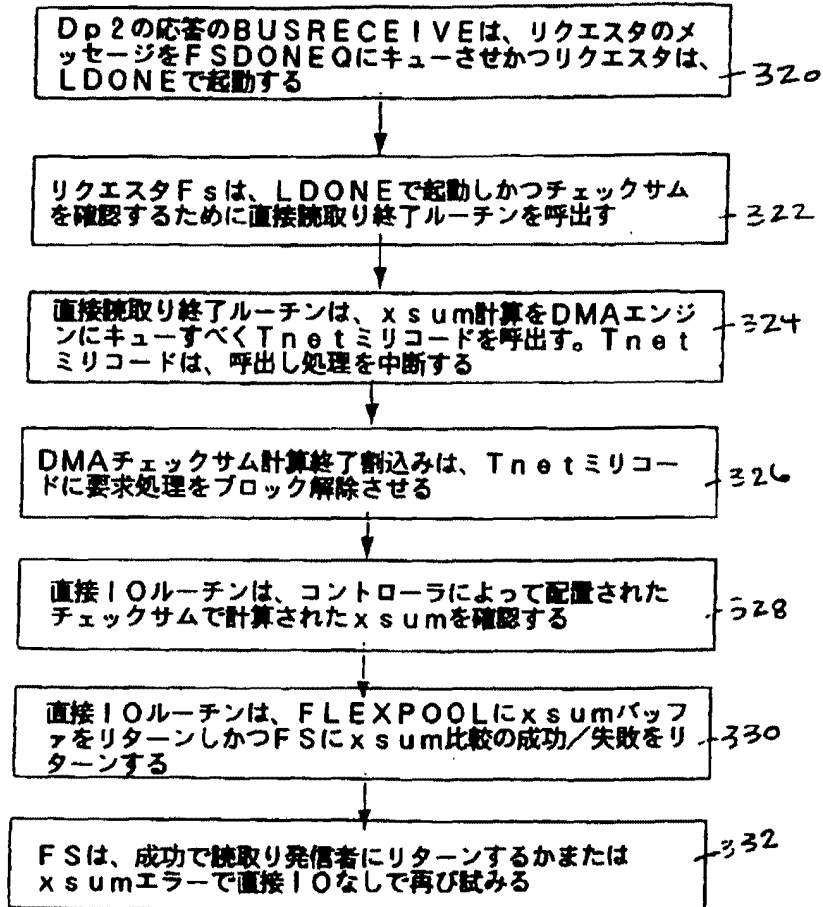 Dp2の応答のBUSRECEIVEは、リクエスタのメ
ッセージをFSDONEQにキューさせかつリクエスタは、
LDONEで起動する
320
リクエスタFsは、LDONEで起動しかつチェックサム
を確認するために直接読取り終了ルーチンを呼出す
322
直接読取り終了ルーチンは、xsum計算をDMAエンジ
ンにキューすべくTnetミリコードを呼出す。Tnet
ミリコードは、呼出し処理を中断する
324
DMAチェックサム計算終了割込みは、Tnetミリコー
ドに要求処理をブロック解除させる
326
直接IOルーチンは、コントローラによって配置された
チェックサムで計算されたxsumを確認する
328
直接IOルーチンは、FLEXPOOLにxsumバッフ
ァをリターンしかつFSにxsum比較の成功/失敗をリ
ターンする
330
FSは、成功で読取り発信者にリターンするかまたは
xsumエラーで直接IOなしで再び試みる
332